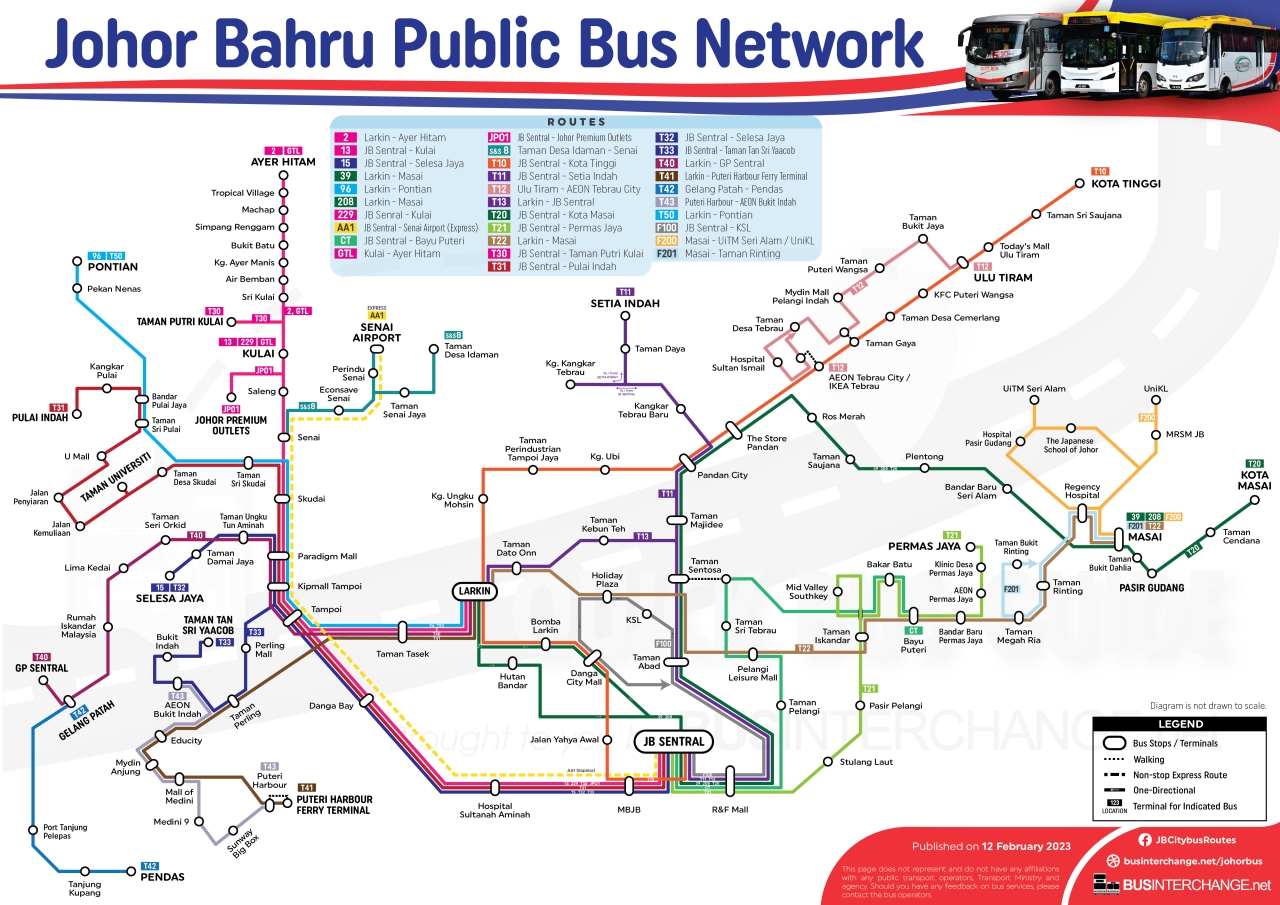 Johor Bahru Public Bus Network
ROUTES
2 Larkin - Ayer Hitam
13 JB Sentral - Kulai
15 JB Sentral - Selesa Jaya
39 Larkin - Masai
96 Larkin - Pontian
208 Larkin - Masai
229 JB Senral - Kulai
AA1 JB Sentral - Senai Airport (Express)
CT JB Sentral - Bayu Puteri
GTL Kulai - Ayer Hitam
JP01 JB Sentral - Johor Premium Outlets
S&S 8 Taman Desa Idaman - Senai
T10 JB Sentral - Kota Tinggi
T11 JB Sentral - Setia Indah
T12 Ulu Tiram - AEON Tebrau City
T13 Larkin - JB Sentral
T20 JB Sentral - Kota Masai
T21 JB Sentral - Permas Jaya
T22 Larkin - Masai
T30 JB Sentral - Taman Putri Kulai
T31 JB Sentral - Pulai Indah
T32 JB Sentral - Selesa Jaya
T33 JB Sentral - Taman Tan Sri Yaacob
T40 Larkin - GP Sentral
T41 Larkin - Puteri Harbour Ferry Terminal
T42 Gelang Patah - Pendas
T43 Puteri Harbour - AEON Bukit Indah
T50 Larkin - Pontian
F100 JB Sentral - KSL
F200 Masai - UiTM Seri Alam / UniKL
F201 Masai - Taman Rinting
2 GTL
AYER HITAM
Tropical Village
Machap
Simpang Renggam
Bukit Batu
Kg. Ayer Manis
Air Bemban
Sri Kulai
2, GTL
T30
TAMAN PUTRI KULAI
T30
13 229 GTL
KULAI
JP01
Saleng
JP01
JOHOR PREMIUM
OUTLETS
Senai
96 T50
PONTIAN
Pekan Nenas
Kangkar
Pulai
T31
PULAI INDAH
Bandar
Pulai Jaya
Taman
Sri Pulai
U Mall
TAMAN UNIVERSITI
Taman
Desa Skudai
Taman
Sri Skudai
Jalan
Penyiaran
Jalan
Kemuliaan
Skudai
EXPRESS
AA1
SENAI
AIRPORT
Perindu
Senai
Econsave
Senai
S&S8
Taman
Senai Jaya
S&S8
Taman
Desa Idaman
Taman
Seri Orkid
T40
Taman Ungku
Tun Aminah
Taman
Damai Jaya
Lima Kedai
15 T32
SELESA JAYA
Paradigm Mall
Kipmall Tampoi
Tampoi
Rumah
Iskandar
Malaysia
TAMAN TAN
SRI YAACOB
T33
T33
Bukit
Indah
Perling
Mall
T40
GP SENTRAL
T42
GELANG PATAH
T43
AEON
Bukit Indah
Taman
Perling
Educity
Mydin
Anjung
Mall of
Medini
Medini 9
Sunway
Big Box
T43
Puteri
Harbour
T41
PUTERI HARBOUR
FERRY TERMINAL
Port Tanjung
Pelepas
Tanjung
Kupang
T42
PENDAS
Taman Tasek
Danga Bay
LARKIN
Taman
Dato Onn
Taman
Kebun Teh
T13
Holiday
Plaza
KSL
F100
Bomba
Larkin
Hutan
Bandar
Danga
City Mall
Taman
Abad
Jalan Yahya Awal
JB SENTRAL
AA1 (Express)
Hospital
Sultanah Aminah
MBJB
R&F Mall
Kg. Ungku
Mohsin
Taman
Perindustrian
Tampoi Jaya
Kg. Ubi
T11
SETIA INDAH
Taman Daya
Kg. Kangkar
Tebrau
Kangkar
Tebrau Baru
Pandan City
The Store
Pandan
T11
Taman
Majidee
Taman
Sentosa
Taman
Sri Tebrau
Pelangi
Leisure Mall
Taman
Pelangi
T22
T10
KOTA TINGGI
Taman Sri Saujana
Today's Mall
Ulu Tiram
T12
ULU TIRAM
Taman
Bukit Jaya
Taman
Puteri Wangsa
T12
Mydin Mall
Pelangi Indah
Taman
Desa Tebrau
Hospital
Sultan Ismail
KFC Puteri Wangsa
Taman Desa Cemerlang
Taman Gaya
T12
AEON Tebrau City /
IKEA Tebrau
Ros Merah
Taman
Saujana
Plentong
Bandar Baru
Seri Alam
UiTM Seri Alam
Hospital
Pasir Gudang
The Japanese
School of Johor
UniKL
F200
MRSM JB
Regency
Hospital
39 208 F200
F201 T22
MASAI
T20
KOTA
MASAI
Taman
Cendana
T20
Taman
Bukit Dahlia
PASIR GUDANG
Taman Bukit
Rinting
F201
Taman
Rinting
Taman
Megah Ria
T21
PERMAS JAYA
Klinic Desa
Permas Jaya
AEON
Permas Jaya
Bandar Baru
Permas Jaya
Bakar Batu
CT
Bayu
Puteri
Mid Valley
Southkey
Taman
Iskandar
T21
Pasir Pelangi
Stulang Laut
brought to you
BUSINTERCHANGE
Diagram is not drawn to scale.
LEGEND
Bus Stops / Terminals
Walking
Non-stop Express Route
One-Directional
123
LOCATION
Terminal for Indicated Bus
Published on 12 February 2023
This page does not represent and do not have any affiliations
with any public transport operators, Transport Ministry and
agency. Should you have any feedback on bus services, please
contact the bus operators.
JBCitybusRoutes
businterchange.net/johorbus
BUSINTERCHANGE.net